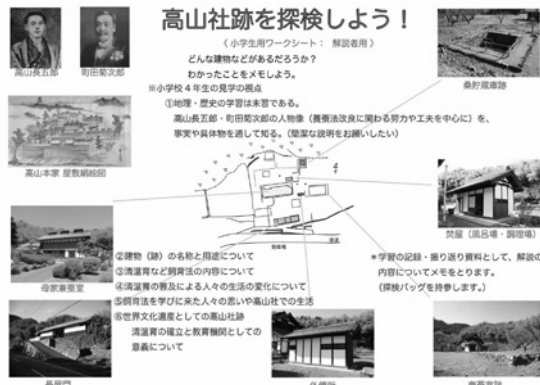 高山社跡を探検しよう！
〈 小学生用ワークシート： 解説者用 〉
高山長五郎
町田菊次郎
どんな建物などがあるだろうか？
わかったことをメモしよう。
※小学校４年生の見学の視点
①地理・歴史の学習は未習である。
高山長五郎・町田菊次郎の人物像（養蚕法改良に関わる努力や工夫を中心に）を、
事実や具体物を通して知る。（簡潔な説明をお願いしたい）
桑貯蔵庫跡
高山本家 屋敷絹絵図
焚屋（風呂場・調理場）
母家兼蚕室
②建物（跡）の名称と用途について
③清温育など飼育法の内容について
④清温育の普及による人々の生活の変化について
⑤飼育法を学びに来た人々の思いや高山社での生活
⑥世界文化遺産としての高山社跡
清温育の確立と教育機関としての
意義について
＊学習の記録・振り返り資料として、解説の
内容についてメモをとります。
（探検バッグを持参します。）
長屋門
外便所